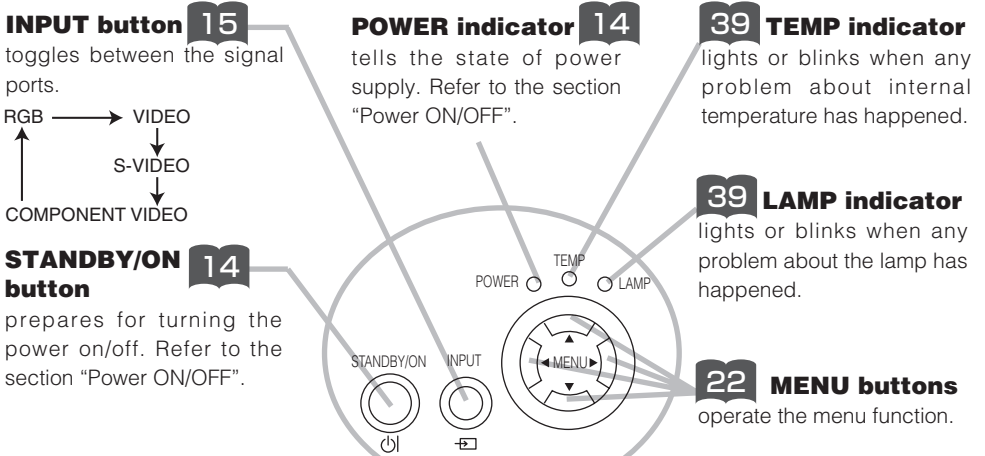 INPUT button 15
toggles between the signal
ports.
RGB VIDEO
S-VIDEO
COMPONENT VIDEO
STANDBY/ON 14
button
prepares for turning the
power on/off. Refer to the
section “Power ON/OFF”.
POWER indicator 14
tells the state of power
supply. Refer to the section
“Power ON/OFF”.
39 TEMP indicator
lights or blinks when any
problem about internal
temperature has happened.
39 LAMP indicator
lights or blinks when any
problem about the lamp has
happened.
22 MENU buttons
operate the menu function.
TEMP
POWER LAMP
MENU
STANDBY/ON INPUT